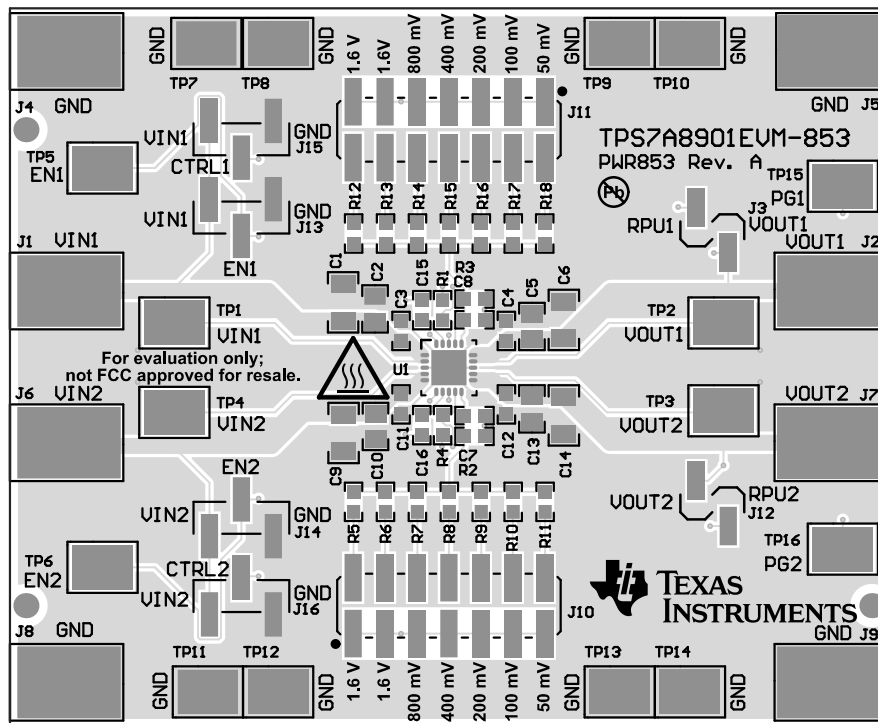 GND
GND
1.6 V
1.6V
800 mV
400 mV
200 mV
100 mV
50 mV
GND
GND
TP7
TP8
TP9
TP10
J4
GND
GND
J5
J11
VIN1
GND
J15
TPS7A8901EVM-853
PWR853 Rev. A
Pb
TP5
EN1
CTRL1
TP15
PG1
VIN1
GND
J13
R12
R13
R14
R15
R16
R17
R18
RPU1
J3
VOUT1
J1
VIN1
EN1
VOUT1
J2
C1
C2
C15
R1
R3
C8
C3
C4
C5
C6
TP1
VIN1
TP2
VOUT1
For evaluation only;
not FCC approved for resale.
U1
J6
VIN2
TP4
VIN2
TP3
VOUT2
VOUT2
J7
C9
C10
C11
C16
R4
C7
R2
C12
C13
C14
EN2
VIN2
GND
J14
VOUT2
RPU2
J12
R5
R6
R7
R8
R9
R10
R11
TP6
EN2
CTRL2
VIN2
GND
J16
TP16
PG2
J10
TEXAS
INSTRUMENTS
J8
GND
GND
J9
TP11
TP12
TP13
TP14
GND
GND
1.6 V
1.6 V
800 mV
400 mV
200 mV
100 mV
50 mV
GND
GND